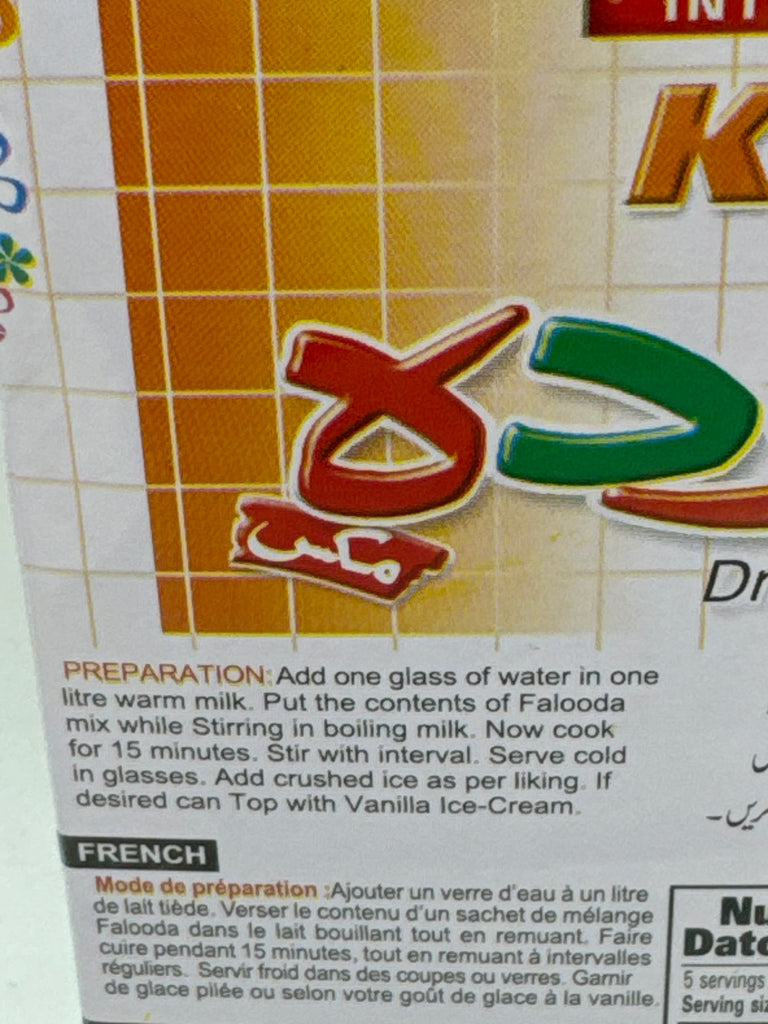 PREPARATION: Add one glass of water in one
litre warm milk. Put the contents of Falooda
mix while Stirring in boiling milk. Now cook
for 15 minutes. Stir with interval. Serve cold
in glasses. Add crushed ice as per liking. If
desired can Top with Vanilla Ice-Cream.
مکس
FRENCH
Mode de préparation :Ajouter un verre d'eau à un litre
de lait tiède. Verser le contenu d'un sachet de mélange
Falooda dans le lait bouillant tout en remuant. Faire
cuire pendant 15 minutes, tout en remuant à intervalles
réguliers. Servir froid dans des coupes ou verres. Garnir
de glace pilée ou selon votre goût de glace à la vanille.
5 servings